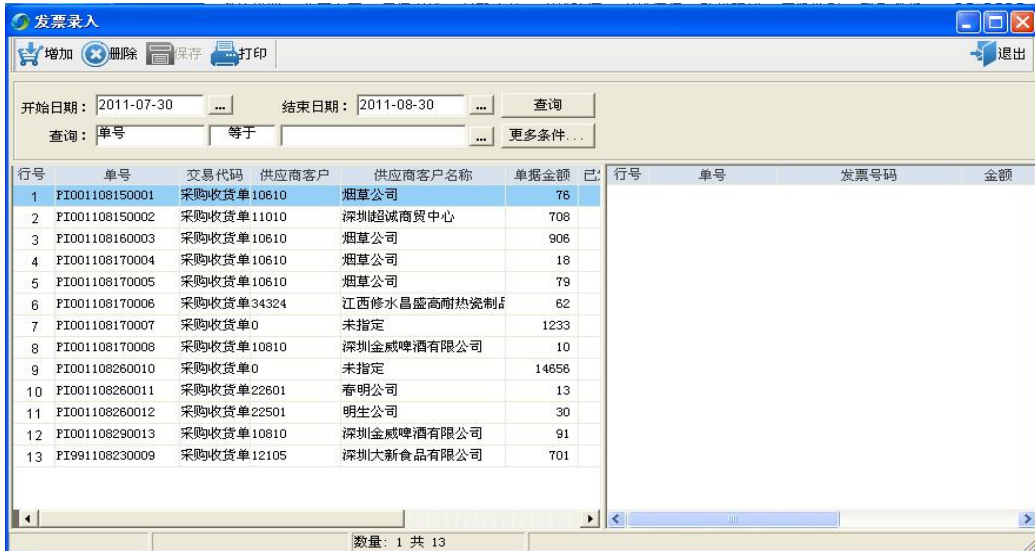 发票录入
增加 删除 保存 打印 退出
开始日期： 2011-07-30 ... 结束日期： 2011-08-30 ... 查询
查询： 单号 等于 ... 更多条件...
行号 单号 交易代码 供应商客户 供应商客户名称 单据金额 行号 单号 发票号码 金额
1 PI001108150001 采购收货单 10610 烟草公司 76
2 PI001108150002 采购收货单 11010 深圳超诚商贸中心 708
3 PI001108160003 采购收货单 10610 烟草公司 906
4 PI001108170004 采购收货单 10610 烟草公司 18
5 PI001108170005 采购收货单 10610 烟草公司 79
6 PI001108170006 采购收货单 34324 江西修水昌盛高耐热瓷制品 62
7 PI001108170007 采购收货单 0 未指定 1233
8 PI001108170008 采购收货单 10810 深圳金威啤酒有限公司 10
9 PI001108260010 采购收货单 0 未指定 14656
10 PI001108260011 采购收货单 22601 春明公司 13
11 PI001108260012 采购收货单 22501 明生公司 30
12 PI001108290013 采购收货单 10810 深圳金威啤酒有限公司 91
13 PI991108230009 采购收货单 12105 深圳大新食品有限公司 701
数量: 1 共 13